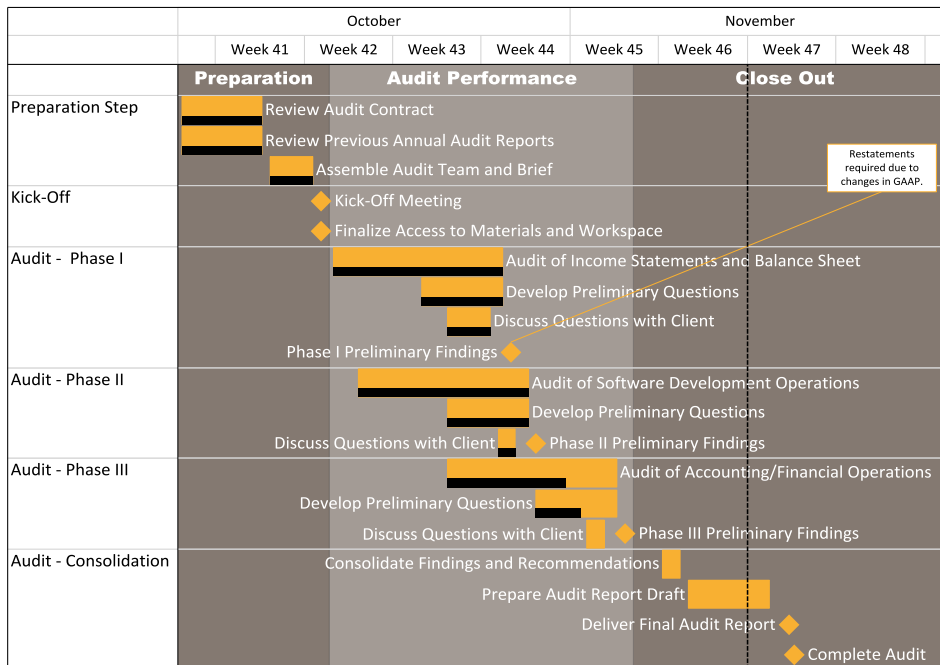 October
November
Week 41
Week 42
Week 43
Week 44
Week 45
Week 46
Week 47
Week 48
Preparation
Audit Performance
Close Out
Preparation Step
Review Audit Contract
Review Previous Annual Audit Reports
Assemble Audit Team and Brief
Restatements
required due to
changes in GAAP.
Kick-Off
Kick-Off Meeting
Finalize Access to Materials and Workspace
Audit -  Phase I
Audit of Income Statements and Balance Sheet
Develop Preliminary Questions
Discuss Questions with Client
Phase I Preliminary Findings
Audit - Phase II
Audit of Software Development Operations
Develop Preliminary Questions
Discuss Questions with Client
Phase II Preliminary Findings
Audit - Phase III
Audit of Accounting/Financial Operations
Develop Preliminary Questions
Discuss Questions with Client
Phase III Preliminary Findings
Audit - Consolidation
Consolidate Findings and Recommendations
Prepare Audit Report Draft
Deliver Final Audit Report
Complete Audit